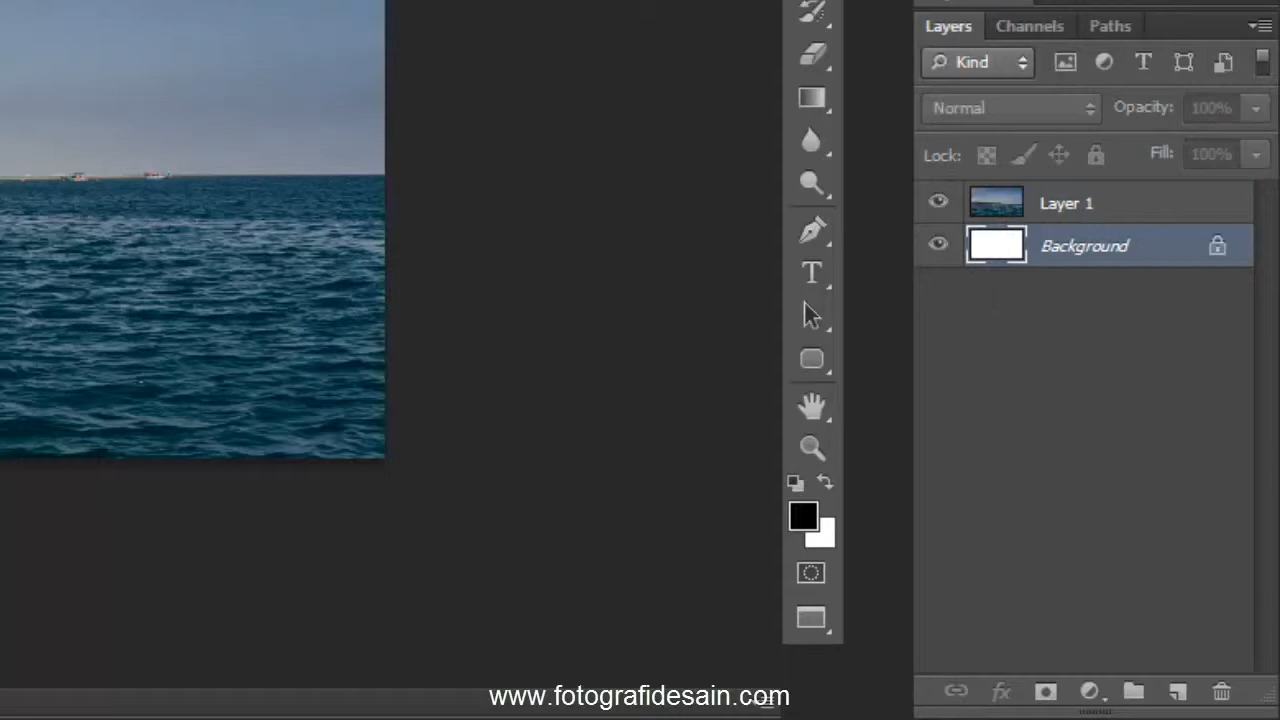 Layers Channels Paths
Kind
Normal Opacity: 100%
Lock: Fill: 100%
Layer 1
Background
www.fotografidesain.com